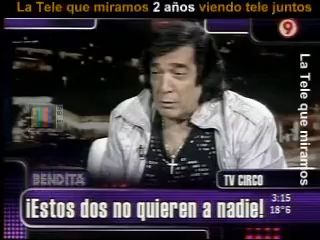 La Tele que miramos 2 años viendo tele juntos
9
La Tele que miramos
BENDITA
TV CIRCO
¡Estos dos no quieren a nadie!
3:15
18°6